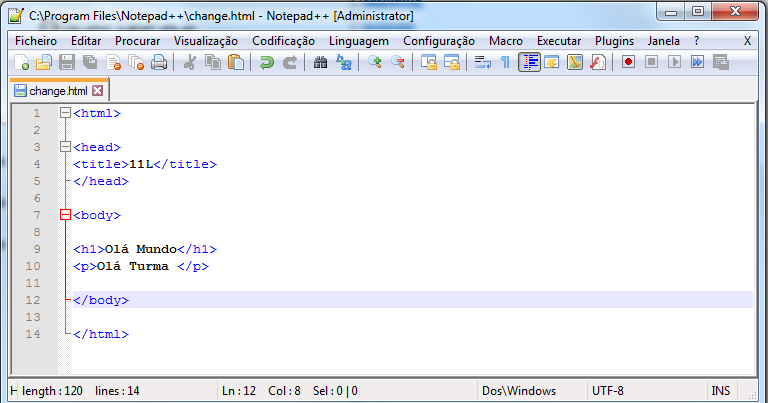 C:\Program Files\Notepad++\change.html - Notepad++ [Administrator]
Ficheiro Editar Procurar Visualização Codificação Linguagem Configuração Macro Executar Plugins Janela ? X
change.html
1 <html>
2
3 <head>
4 <title>11L</title>
5 </head>
6
7 <body>
8
9 <h1>Olá Mundo</h1>
10 <p>Olá Turma </p>
11
12 </body>
13
14 </html>
H length : 120 lines : 14 Ln : 12 Col : 8 Sel : 0 | 0 Dos\Windows UTF-8 INS